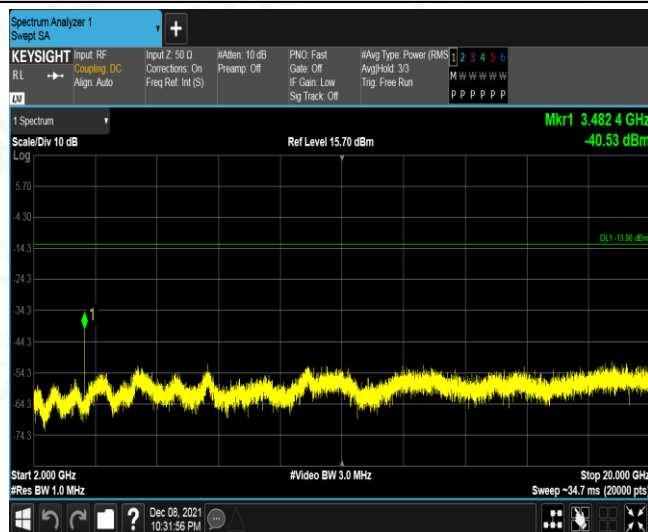 Spectrum Analyzer 1
Swept SA
+
KEYSIGHT Input: RF Input Z: 50 Ω #Atten: 10 dB PNO: Fast #Avg Type: Power (RMS 1 2 3 4 5 6
RL Coupling: DC Corrections: On Preamp: Off Gate: Off Avg|Hold: 3/3 M W W W W W
Align: Auto Freq Ref: Int (S) IF Gain: Low Trig: Free Run
Sig Track: Off P P P P P P
LXI
1 Spectrum Mkr1 3.482 4 GHz
Scale/Div 10 dB Ref Level 15.70 dBm -40.53 dBm
Log
5.70
-4.30
DL1 -13.00 dBm
-14.3
-24.3
-34.3
1
-44.3
-54.3
-64.3
-74.3
Start 2.000 GHz #Video BW 3.0 MHz Stop 20.000 GHz
#Res BW 1.0 MHz Sweep ~34.7 ms (20000 pts)
? Dec 08, 2021
10:31:56 PM